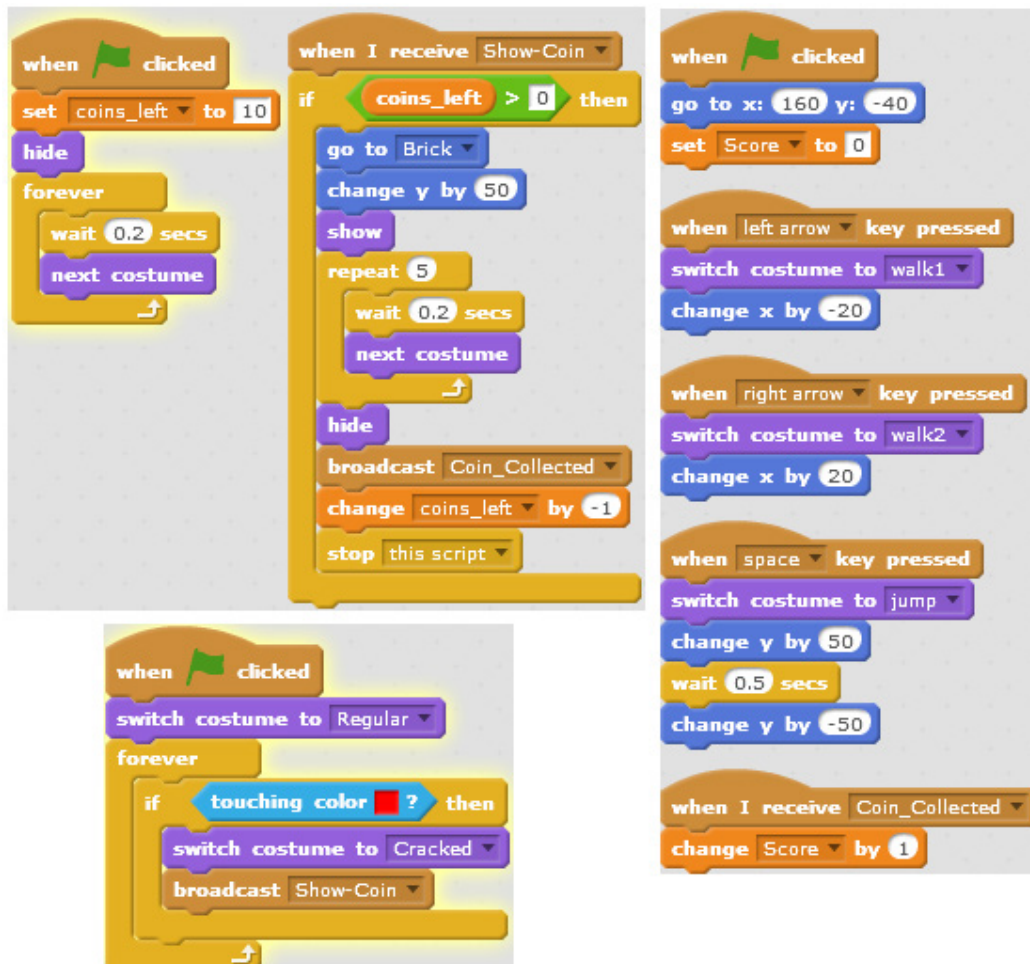 when clicked
set coins_left to 10
hide
forever
wait 0.2 secs
next costume
when I receive Show-Coin
if coins_left > 0 then
go to Brick
change y by 50
show
repeat 5
wait 0.2 secs
next costume
hide
broadcast Coin_Collected
change coins_left by -1
stop this script
when clicked
go to x: 160 y: -40
set Score to 0
when left arrow key pressed
switch costume to walk1
change x by -20
when right arrow key pressed
switch costume to walk2
change x by 20
when space key pressed
switch costume to jump
change y by 50
wait 0.5 secs
change y by -50
when I receive Coin_Collected
change Score by 1
when clicked
switch costume to Regular
forever
if touching color ? then
switch costume to Cracked
broadcast Show-Coin